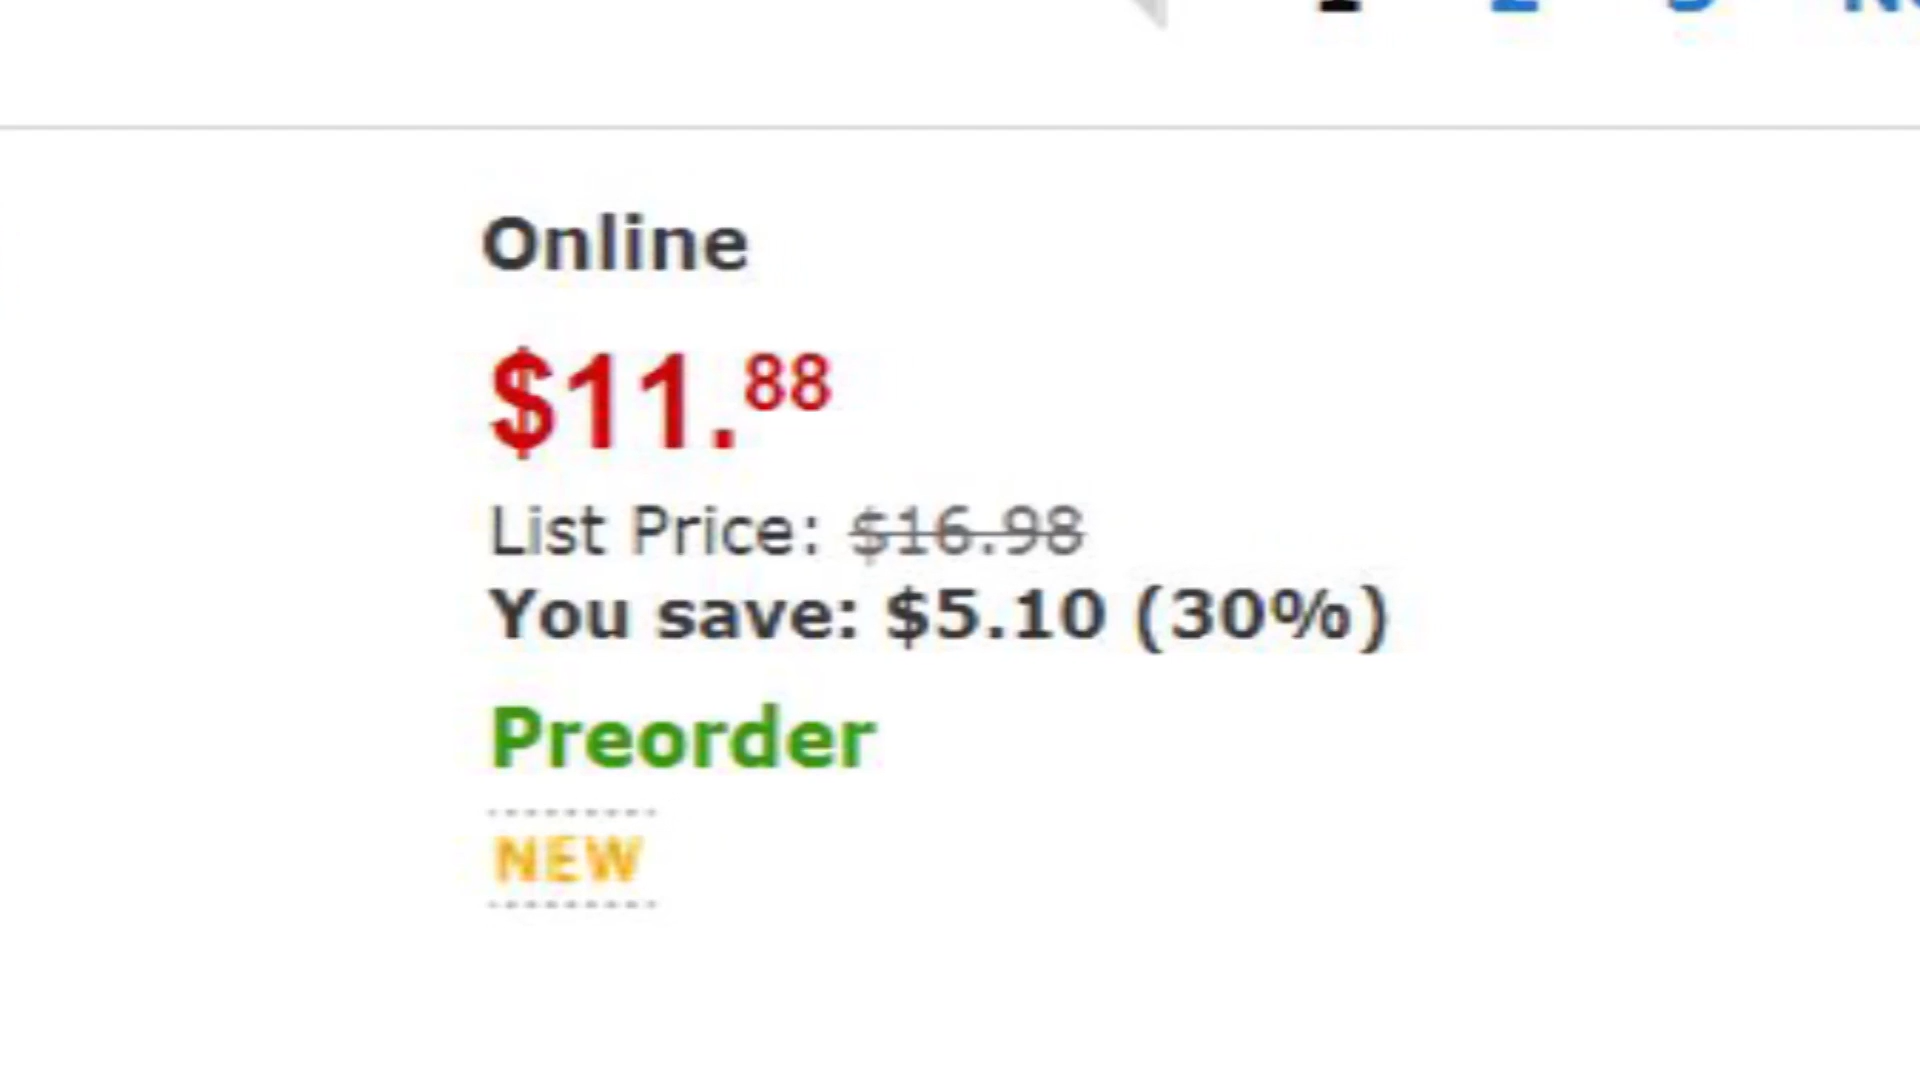 Online
$11.88
List Price: $16.98
You save: $5.10 (30%)
Preorder
NEW